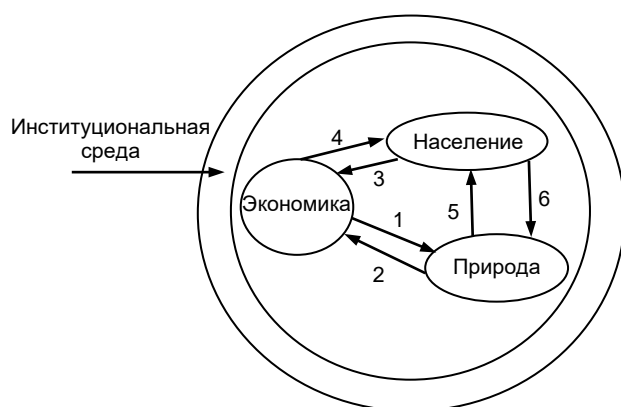 Институциональная
среда
4
Население
3
Экономика
1
5
6
2
Природа